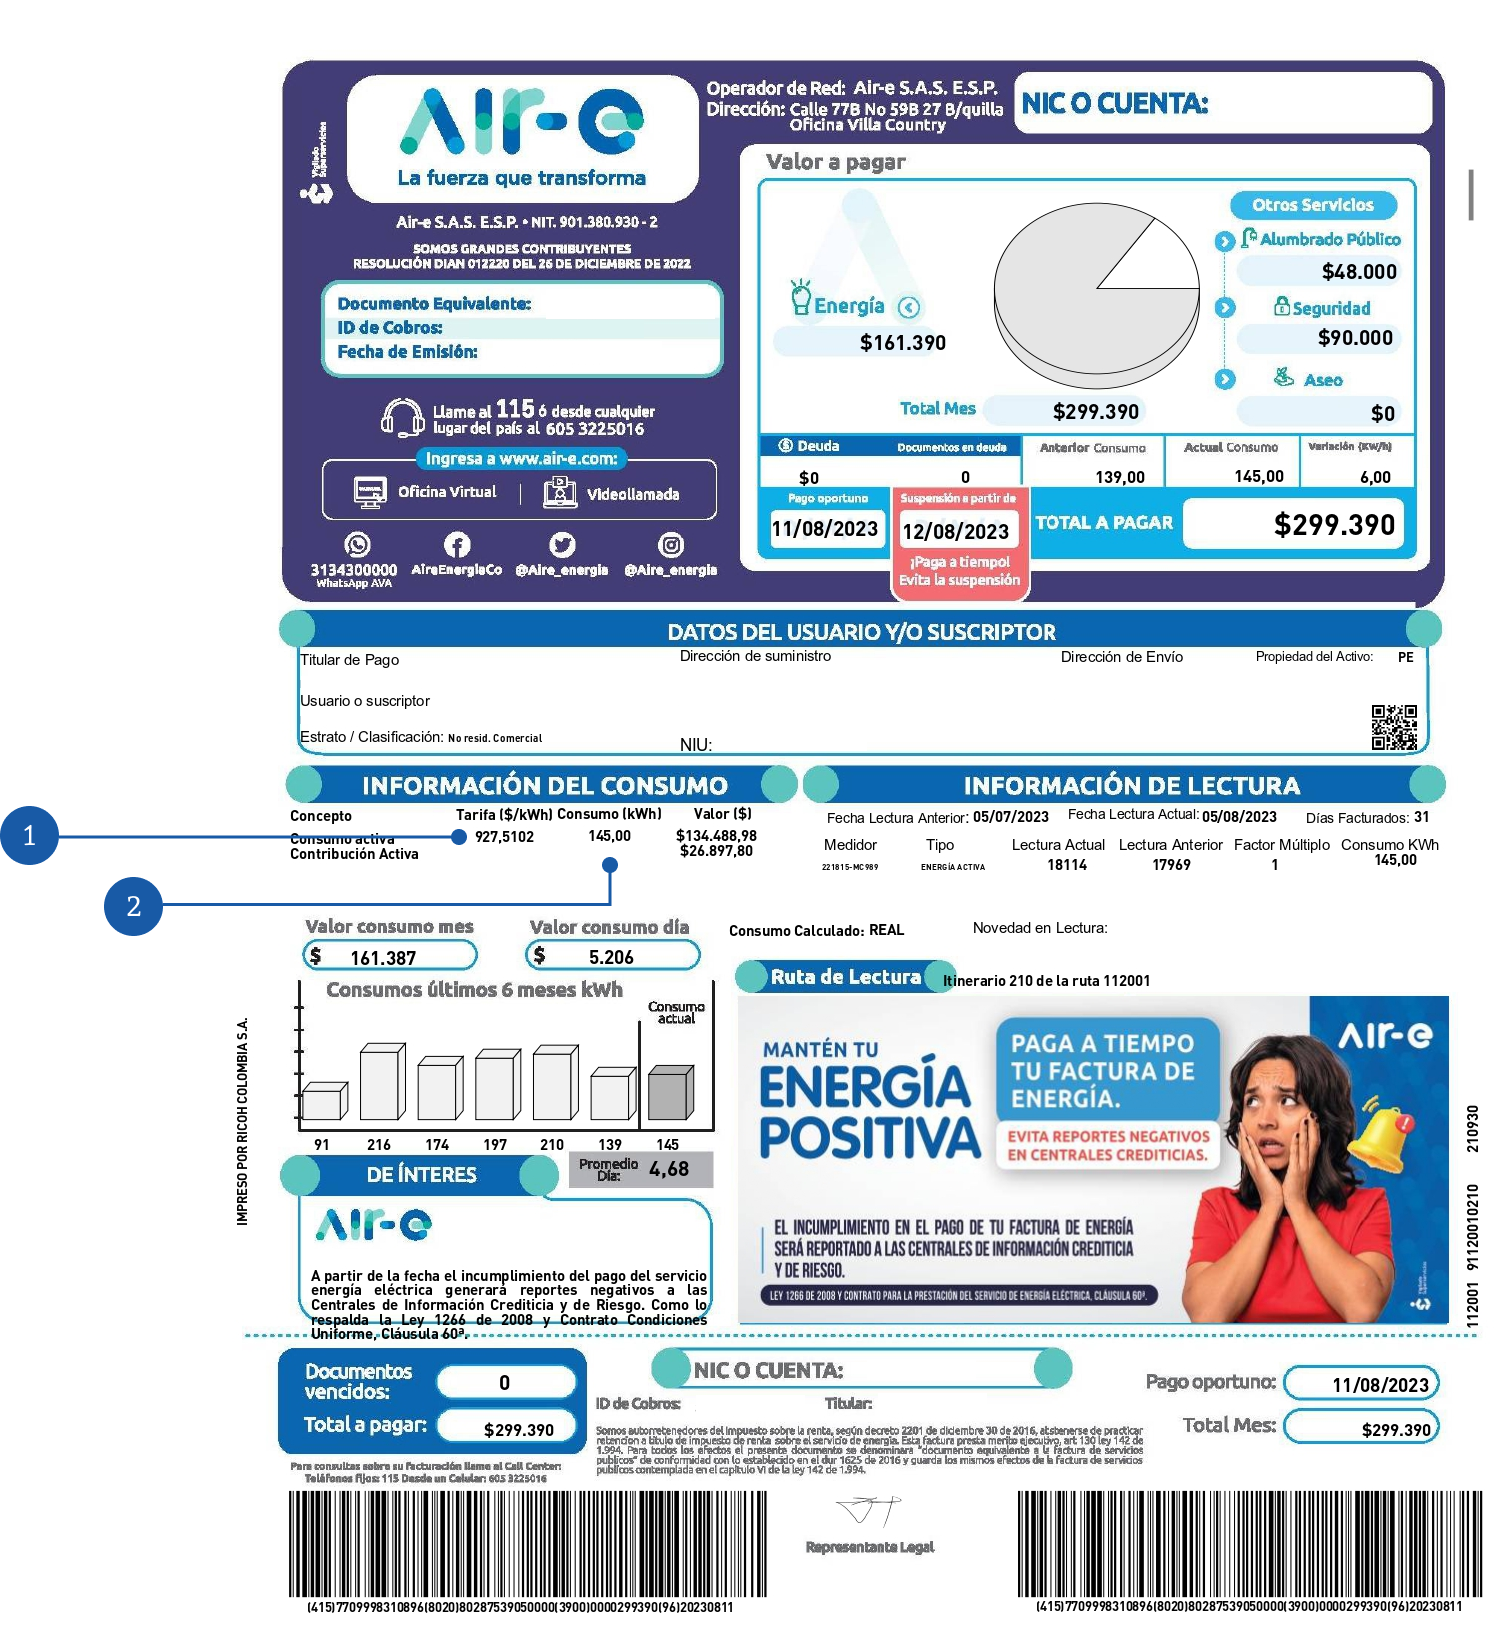 AIr-e
La fuerza que transforma
Vigilado
Superservicios
Air-e S.A.S. E.S.P. • NIT. 901.380.930 - 2
SOMOS GRANDES CONTRIBUYENTES
RESOLUCIÓN DIAN 012220 DEL 26 DE DICIEMBRE DE 2022
Documento Equivalente:
ID de Cobros:
Fecha de Emisión:
Llame al 115 ó desde cualquier
lugar del país al 605 3225016
Ingresa a www.air-e.com:
Oficina Virtual
Videollamada
3134300000
WhatsApp AVA
AireEnergiaCo
@Aire_energia
@Aire_energia
Operador de Red: Air-e S.A.S. E.S.P.
Dirección: Calle 77B No 59B 27 B/quilla
Oficina Villa Country
NIC O CUENTA:
Valor a pagar
Energía
$161.390
Otros Servicios
Alumbrado Público
$48.000
Seguridad
$90.000
Aseo
$0
Total Mes $299.390
Deuda Documentos en deuda Anterior Consumo Actual Consumo Variación (KW/h)
$0 0 139,00 145,00 6,00
Pago oportuno
11/08/2023
Suspensión a partir de
12/08/2023
¡Paga a tiempo!
Evita la suspensión
TOTAL A PAGAR $299.390
DATOS DEL USUARIO Y/O SUSCRIPTOR
Titular de Pago
Dirección de suministro
Dirección de Envío
Propiedad del Activo: PE
Usuario o suscriptor
Estrato / Clasificación: No resid. Comercial
NIU:
INFORMACIÓN DEL CONSUMO
Concepto Tarifa ($/kWh) Consumo (kWh) Valor ($)
1
Consumo activa 927,5102 145,00 $134.488,98
Contribución Activa $26.897,80
2
INFORMACIÓN DE LECTURA
Fecha Lectura Anterior: 05/07/2023 Fecha Lectura Actual: 05/08/2023 Días Facturados: 31
Medidor Tipo Lectura Actual Lectura Anterior Factor Múltiplo Consumo KWh
221815-MC989 ENERGÍA ACTIVA 18114 17969 1 145,00
Valor consumo mes
$ 161.387
Valor consumo día
$ 5.206
Consumo Calculado: REAL
Novedad en Lectura:
Ruta de Lectura
Itinerario 210 de la ruta 112001
Consumos últimos 6 meses kWh
Consumo
actual
91 216 174 197 210 139 145
Promedio
Día: 4,68
IMPRESO POR RICOH COLOMBIA S.A.
DE ÍNTERES
AIr-e
A partir de la fecha el incumplimiento del pago del servicio
energía eléctrica generará reportes negativos a las
Centrales de Información Crediticia y de Riesgo. Como lo
respalda la Ley 1266 de 2008 y Contrato Condiciones
Uniforme, Cláusula 60ª.
MANTÉN TU
ENERGÍA
POSITIVA
PAGA A TIEMPO
TU FACTURA DE
ENERGÍA.
EVITA REPORTES NEGATIVOS
EN CENTRALES CREDITICIAS.
AIr-e
EL INCUMPLIMIENTO EN EL PAGO DE TU FACTURA DE ENERGÍA
SERÁ REPORTADO A LAS CENTRALES DE INFORMACIÓN CREDITICIA
Y DE RIESGO.
LEY 1266 DE 2008 Y CONTRATO PARA LA PRESTACIÓN DEL SERVICIO DE ENERGÍA ELÉCTRICA, CLÁUSULA 60ª.
112001 91120010210 210930
Documentos
vencidos: 0
Total a pagar: $299.390
Para consultas sobre su Facturación llame al Call Center:
Teléfonos fijos: 115 Desde un Celular: 605 3225016
NIC O CUENTA:
ID de Cobros:
Titular:
Somos autorretenedores del impuesto sobre la renta, según decreto 2201 de diciembre 30 de 2016, abstenerse de practicar
retencion a titulo de impuesto de renta sobre el servicio de energía. Esta factura presta merito ejecutivo, art 130 ley 142 de
1.994. Para todos los efectos el presente documento se denominara "documento equivalente a la factura de servicios
publicos" de conformidad con lo establecido en el dur 1625 de 2016 y guarda los mismos efectos de la factura de servicios
publicos contemplada en el capítulo VI de la ley 142 de 1.994.
Pago oportuno: 11/08/2023
Total Mes: $299.390
Representante Legal
(415)7709998310896(8020)80287539050000(3900)0000299390(96)20230811
(415)7709998310896(8020)80287539050000(3900)0000299390(96)20230811